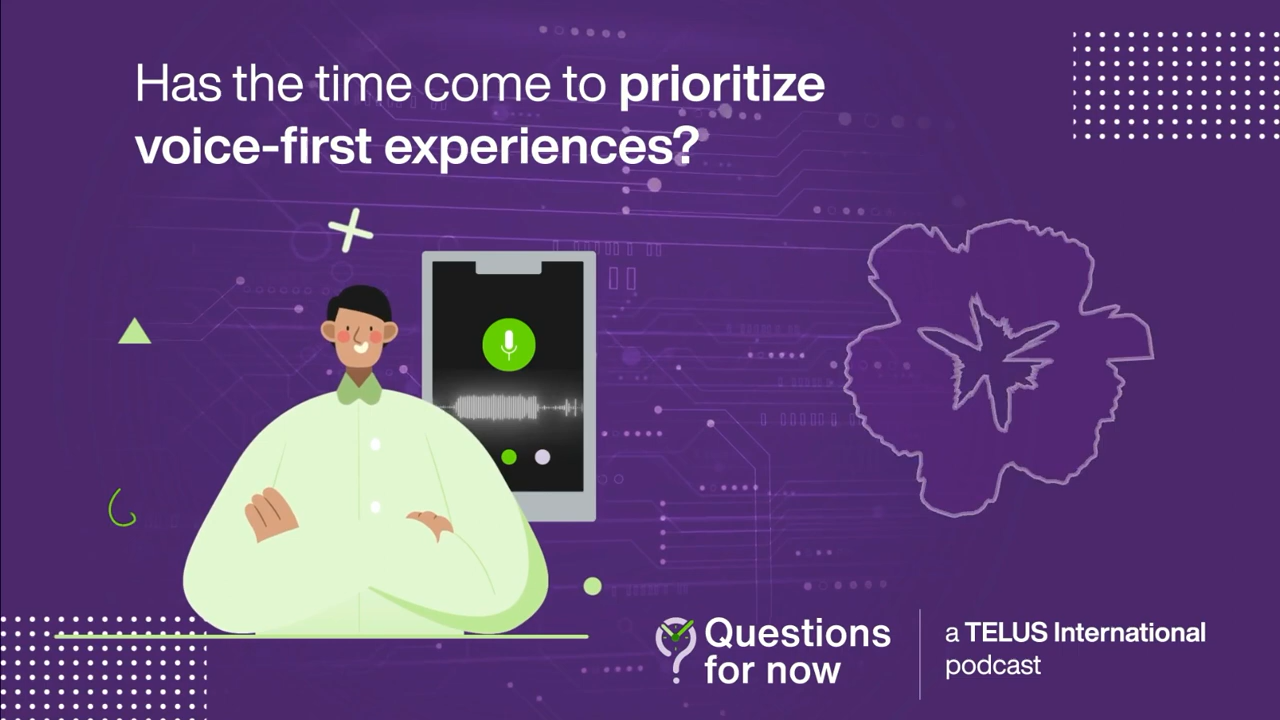 Has the time come to prioritize
voice-first experiences?
Questions
for now
a TELUS International
podcast